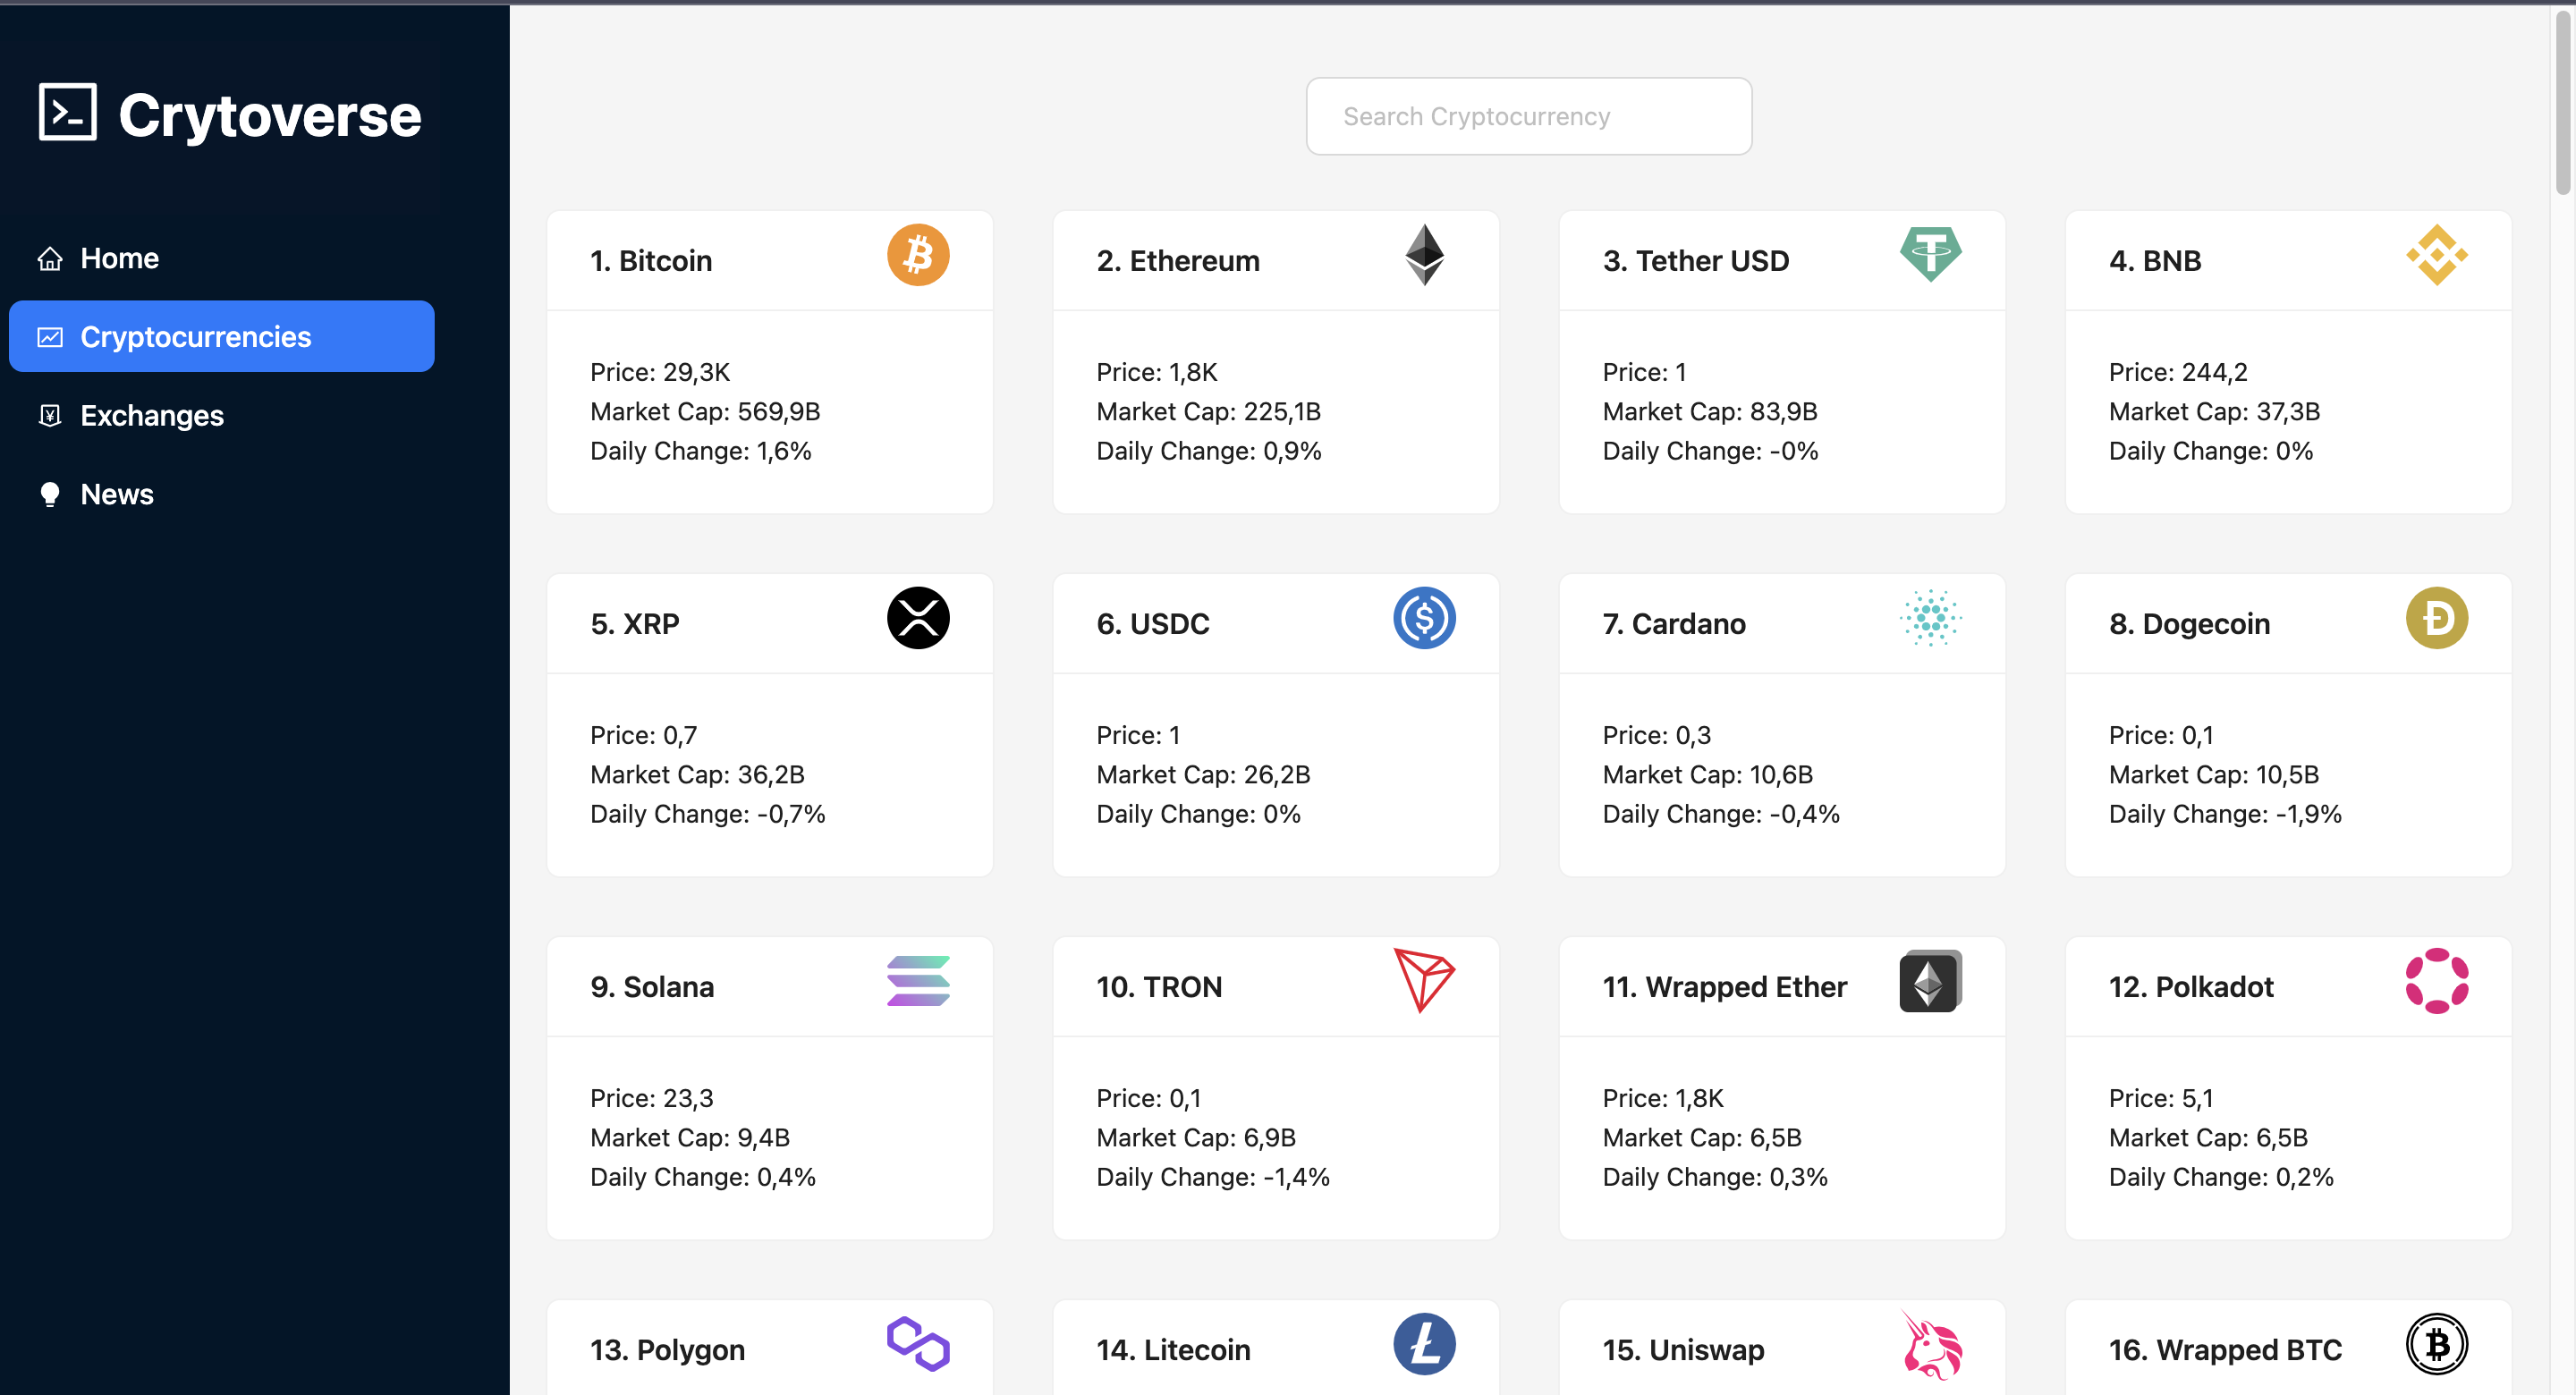 Crytoverse
Home
Cryptocurrencies
Exchanges
News
Search Cryptocurrency
1. Bitcoin
Price: 29,3K
Market Cap: 569,9B
Daily Change: 1,6%
2. Ethereum
Price: 1,8K
Market Cap: 225,1B
Daily Change: 0,9%
3. Tether USD
Price: 1
Market Cap: 83,9B
Daily Change: -0%
4. BNB
Price: 244,2
Market Cap: 37,3B
Daily Change: 0%
5. XRP
Price: 0,7
Market Cap: 36,2B
Daily Change: -0,7%
6. USDC
Price: 1
Market Cap: 26,2B
Daily Change: 0%
7. Cardano
Price: 0,3
Market Cap: 10,6B
Daily Change: -0,4%
8. Dogecoin
Price: 0,1
Market Cap: 10,5B
Daily Change: -1,9%
9. Solana
Price: 23,3
Market Cap: 9,4B
Daily Change: 0,4%
10. TRON
Price: 0,1
Market Cap: 6,9B
Daily Change: -1,4%
11. Wrapped Ether
Price: 1,8K
Market Cap: 6,5B
Daily Change: 0,3%
12. Polkadot
Price: 5,1
Market Cap: 6,5B
Daily Change: 0,2%
13. Polygon
14. Litecoin
15. Uniswap
16. Wrapped BTC